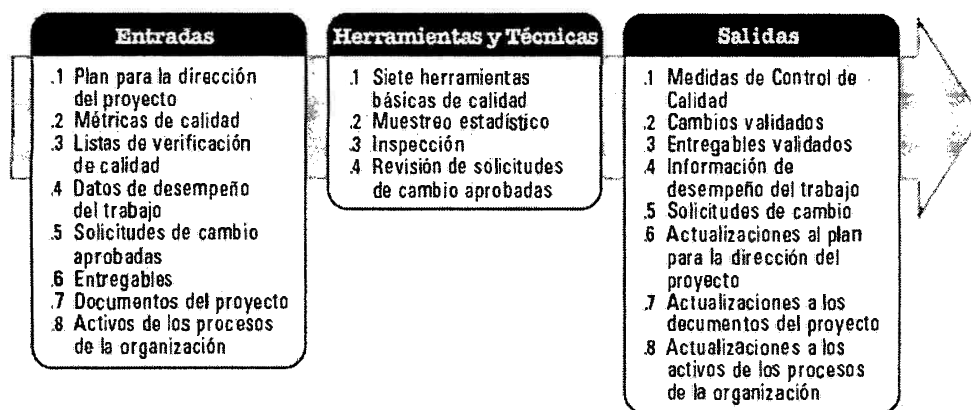 Entradas
.1 Plan para la dirección
del proyecto
.2 Métricas de calidad
.3 Listas de verificación
de calidad
.4 Datos de desempeño
del trabajo
.5 Solicitudes de cambio
aprobadas
.6 Entregables
.7 Documentos del proyecto
.8 Activos de los procesos
de la organización
Herramientas y Técnicas
.1 Siete herramientas
básicas de calidad
.2 Muestreo estadístico
.3 Inspección
.4 Revisión de solicitudes
de cambio aprobadas
Salidas
.1 Medidas de Control de
Calidad
.2 Cambios validados
.3 Entregables validados
.4 Información de
desempeño del trabajo
.5 Solicitudes de cambio
.6 Actualizaciones al plan
para la dirección del
proyecto
.7 Actualizaciones a los
documentos del proyecto
.8 Actualizaciones a los
activos de los procesos
de la organización